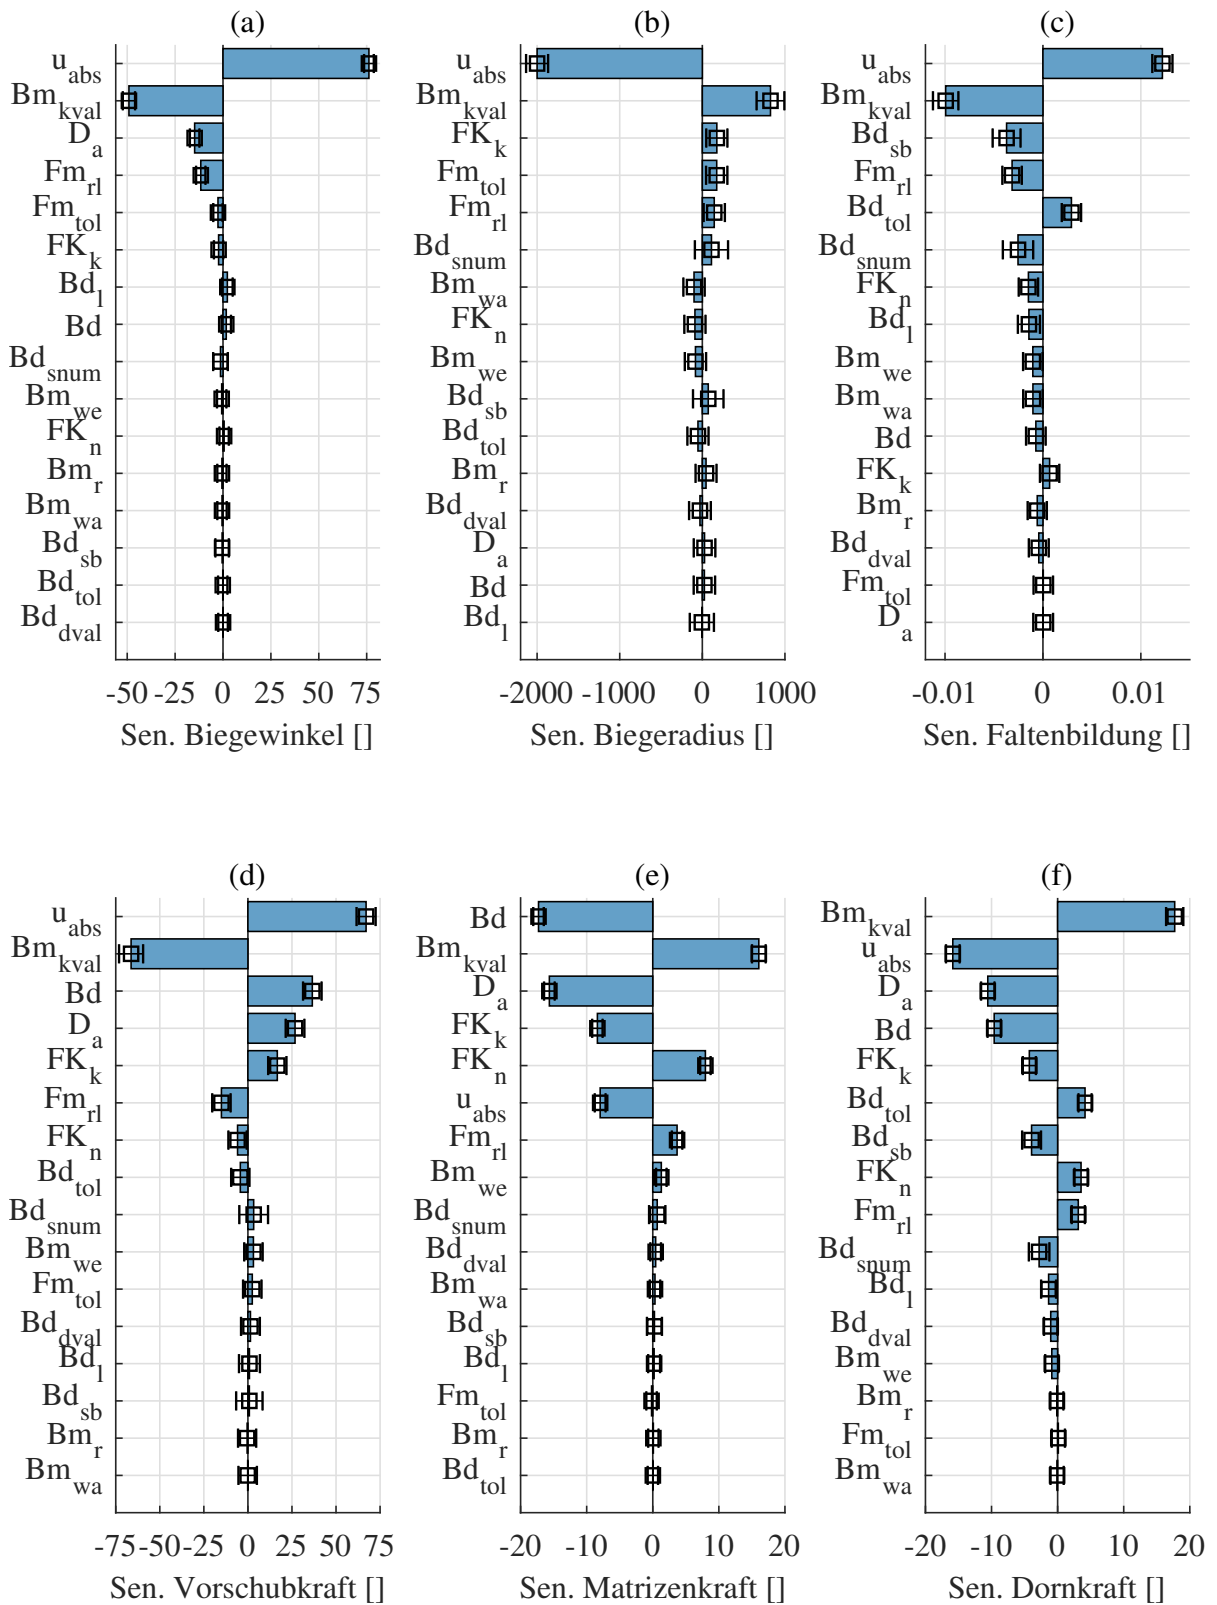 (a)
u_abs
Bm_kval
D_a
Fm_rl
Fm_tol
FK_k
Bd_l
Bd
Bd_snum
Bm_we
FK_n
Bm_r
Bm_wa
Bd_sb
Bd_tol
Bd_dval
-50 -25 0 25 50 75
Sen. Biegewinkel []
(b)
u_abs
Bm_kval
FK_k
Fm_tol
Fm_rl
Bd_snum
Bm_wa
FK_n
Bm_we
Bd_sb
Bd_tol
Bm_r
Bd_dval
D_a
Bd
Bd_l
-2000 -1000 0 1000
Sen. Biegeradius []
(c)
u_abs
Bm_kval
Bd_sb
Fm_rl
Bd_tol
Bd_snum
FK_n
Bd_l
Bm_we
Bm_wa
Bd
FK_k
Bm_r
Bd_dval
Fm_tol
D_a
-0.01 0 0.01
Sen. Faltenbildung []
(d)
u_abs
Bm_kval
Bd
D_a
FK_k
Fm_rl
FK_n
Bd_tol
Bd_snum
Bm_we
Fm_tol
Bd_dval
Bd_l
Bd_sb
Bm_r
Bm_wa
-75 -50 -25 0 25 50 75
Sen. Vorschubkraft []
(e)
Bd
Bm_kval
D_a
FK_k
FK_n
u_abs
Fm_rl
Bm_we
Bd_snum
Bd_dval
Bm_wa
Bd_sb
Bd_l
Fm_tol
Bm_r
Bd_tol
-20 -10 0 10 20
Sen. Matrizenkraft []
(f)
Bm_kval
u_abs
D_a
Bd
FK_k
Bd_tol
Bd_sb
FK_n
Fm_rl
Bd_snum
Bd_l
Bd_dval
Bm_we
Bm_r
Fm_tol
Bm_wa
-20 -10 0 10 20
Sen. Dornkraft []